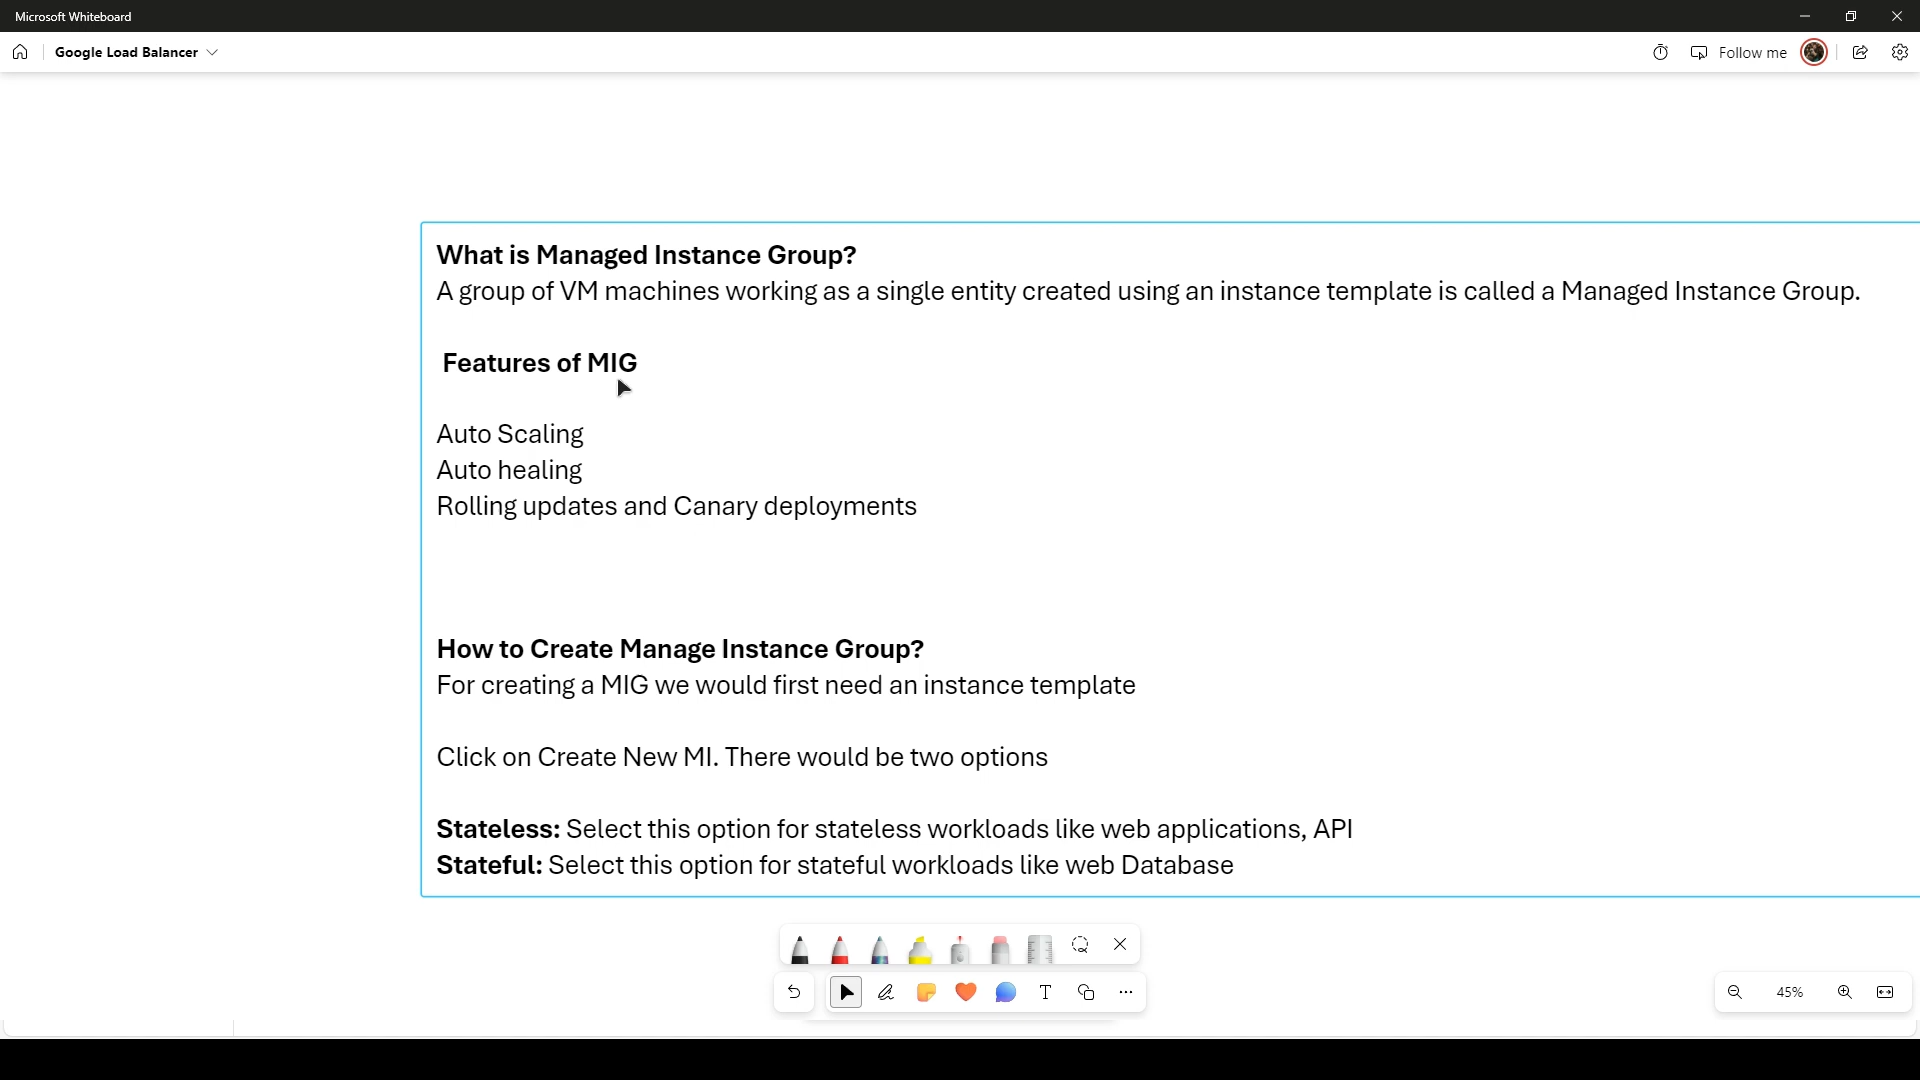 Microsoft Whiteboard
Google Load Balancer
Follow me
What is Managed Instance Group?
A group of VM machines working as a single entity created using an instance template is called a Managed Instance Group.
Features of MIG
Auto Scaling
Auto healing
Rolling updates and Canary deployments
How to Create Manage Instance Group?
For creating a MIG we would first need an instance template
Click on Create New MI. There would be two options
Stateless: Select this option for stateless workloads like web applications, API
Stateful: Select this option for stateful workloads like web Database
45%